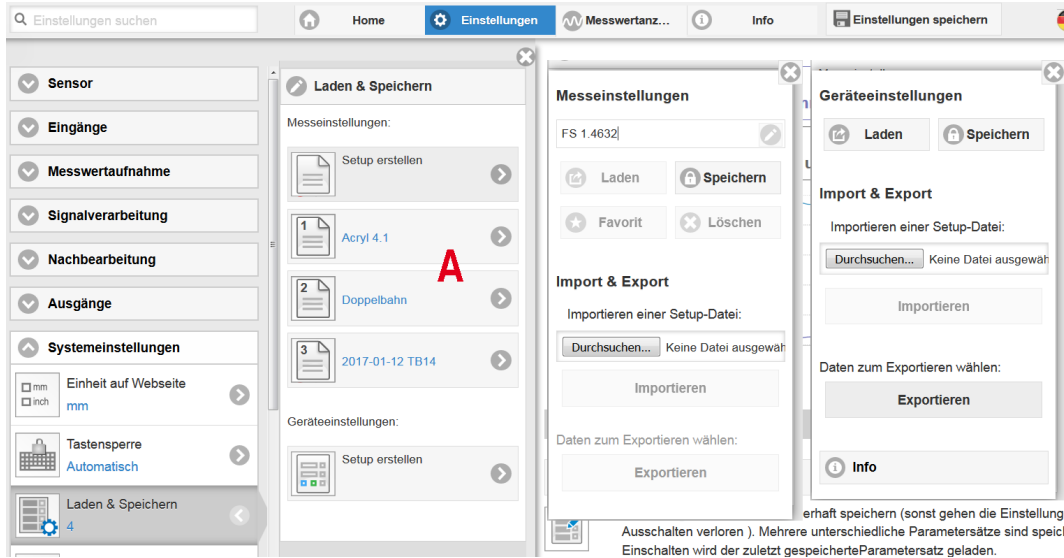 Einstellungen suchen
Home
Einstellungen
Messwertanz...
Info
Einstellungen speichern
Sensor
Eingänge
Messwertaufnahme
Signalverarbeitung
Nachbearbeitung
Ausgänge
Systemeinstellungen
mm
inch
Einheit auf Webseite
mm
Tastensperre
Automatisch
Laden & Speichern
4
Laden & Speichern
Messeinstellungen:
Setup erstellen
1
Acryl 4.1
2
Doppelbahn
3
2017-01-12 TB14
A
Geräteeinstellungen:
Setup erstellen
Messeinstellungen
FS 1.4632
Laden
Speichern
Favorit
Löschen
Import & Export
Importieren einer Setup-Datei:
Durchsuchen... Keine Datei ausgewäh
Importieren
Daten zum Exportieren wählen:
Exportieren
Geräteeinstellungen
Laden
Speichern
Import & Export
Importieren einer Setup-Datei:
Durchsuchen... Keine Datei ausgewäh
Importieren
Daten zum Exportieren wählen:
Exportieren
Info
erhaft speichern (sonst gehen die Einstellung
Ausschalten verloren ). Mehrere unterschiedliche Parametersätze sind speich
Einschalten wird der zuletzt gespeicherteParametersatz geladen.